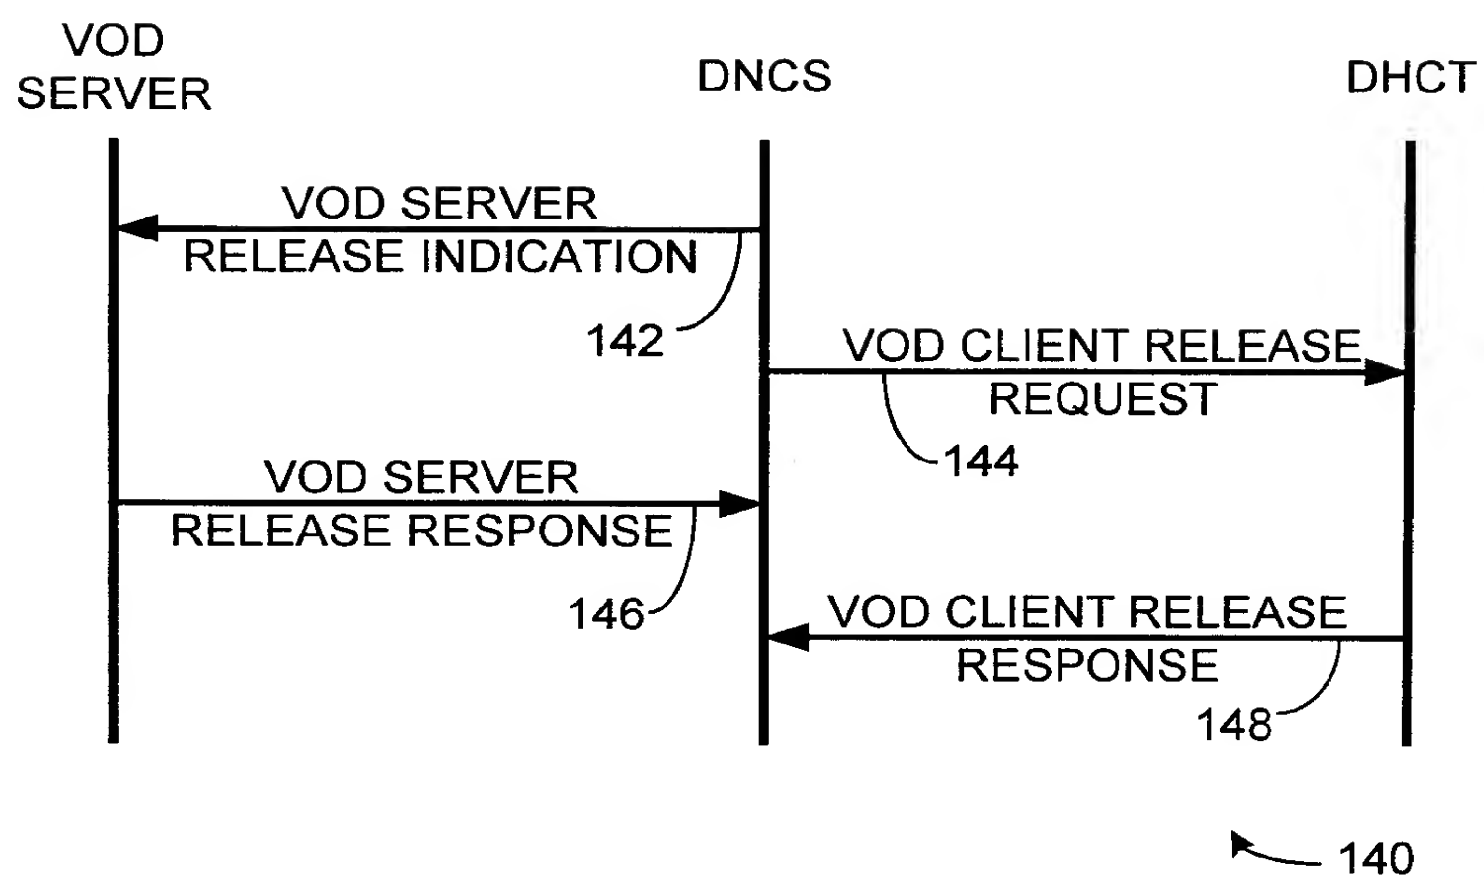 VOD
SERVER
DNCS
DHCT
VOD SERVER
RELEASE INDICATION
142
VOD CLIENT RELEASE
REQUEST
144
VOD SERVER
RELEASE RESPONSE
146
VOD CLIENT RELEASE
RESPONSE
148
140